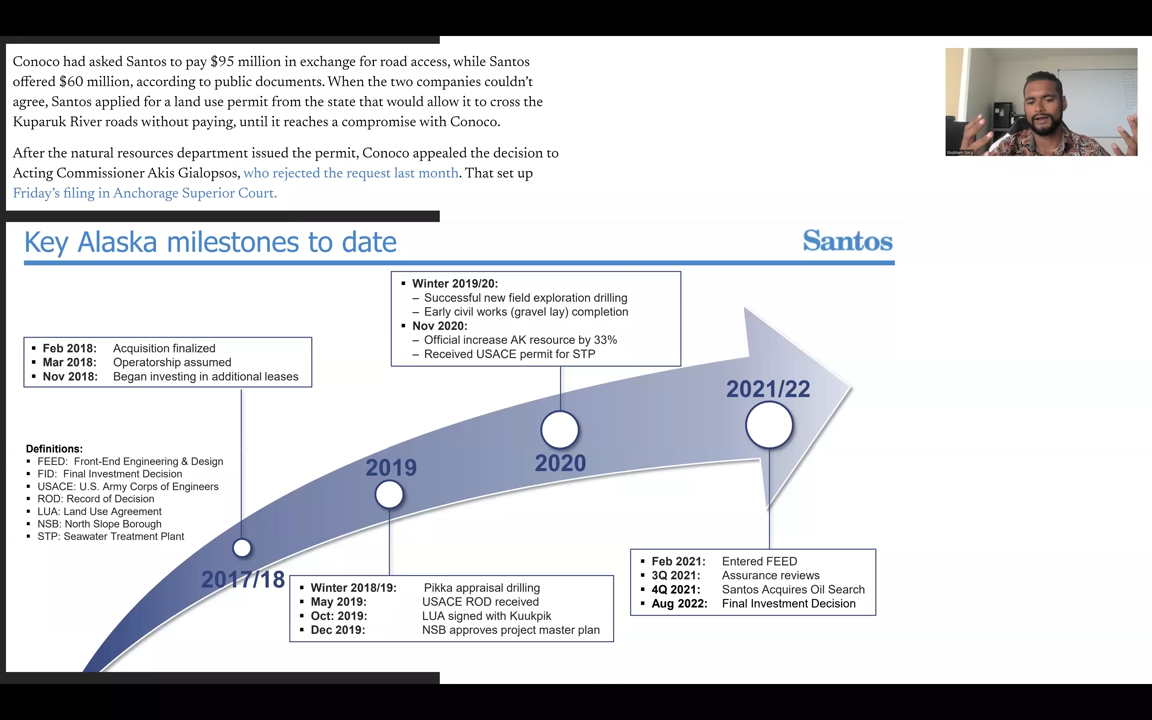 Conoco had asked Santos to pay $95 million in exchange for road access, while Santos
offered $60 million, according to public documents. When the two companies couldn't
agree, Santos applied for a land use permit from the state that would allow it to cross the
Kuparuk River roads without paying, until it reaches a compromise with Conoco.
After the natural resources department issued the permit, Conoco appealed the decision to
Acting Commissioner Akis Gialopsos, who rejected the request last month. That set up
Friday's filing in Anchorage Superior Court.
Key Alaska milestones to date
Santos
▪ Winter 2019/20:
– Successful new field exploration drilling
– Early civil works (gravel lay) completion
▪ Nov 2020:
– Official increase AK resource by 33%
– Received USACE permit for STP
▪ Feb 2018: Acquisition finalized
▪ Mar 2018: Operatorship assumed
▪ Nov 2018: Began investing in additional leases
2021/22
Definitions:
▪ FEED: Front-End Engineering & Design
▪ FID: Final Investment Decision
▪ USACE: U.S. Army Corps of Engineers
▪ ROD: Record of Decision
▪ LUA: Land Use Agreement
▪ NSB: North Slope Borough
▪ STP: Seawater Treatment Plant
2019
2020
2017/18
▪ Winter 2018/19: Pikka appraisal drilling
▪ May 2019: USACE ROD received
▪ Oct: 2019: LUA signed with Kuukpik
▪ Dec 2019: NSB approves project master plan
▪ Feb 2021: Entered FEED
▪ 3Q 2021: Assurance reviews
▪ 4Q 2021: Santos Acquires Oil Search
▪ Aug 2022: Final Investment Decision